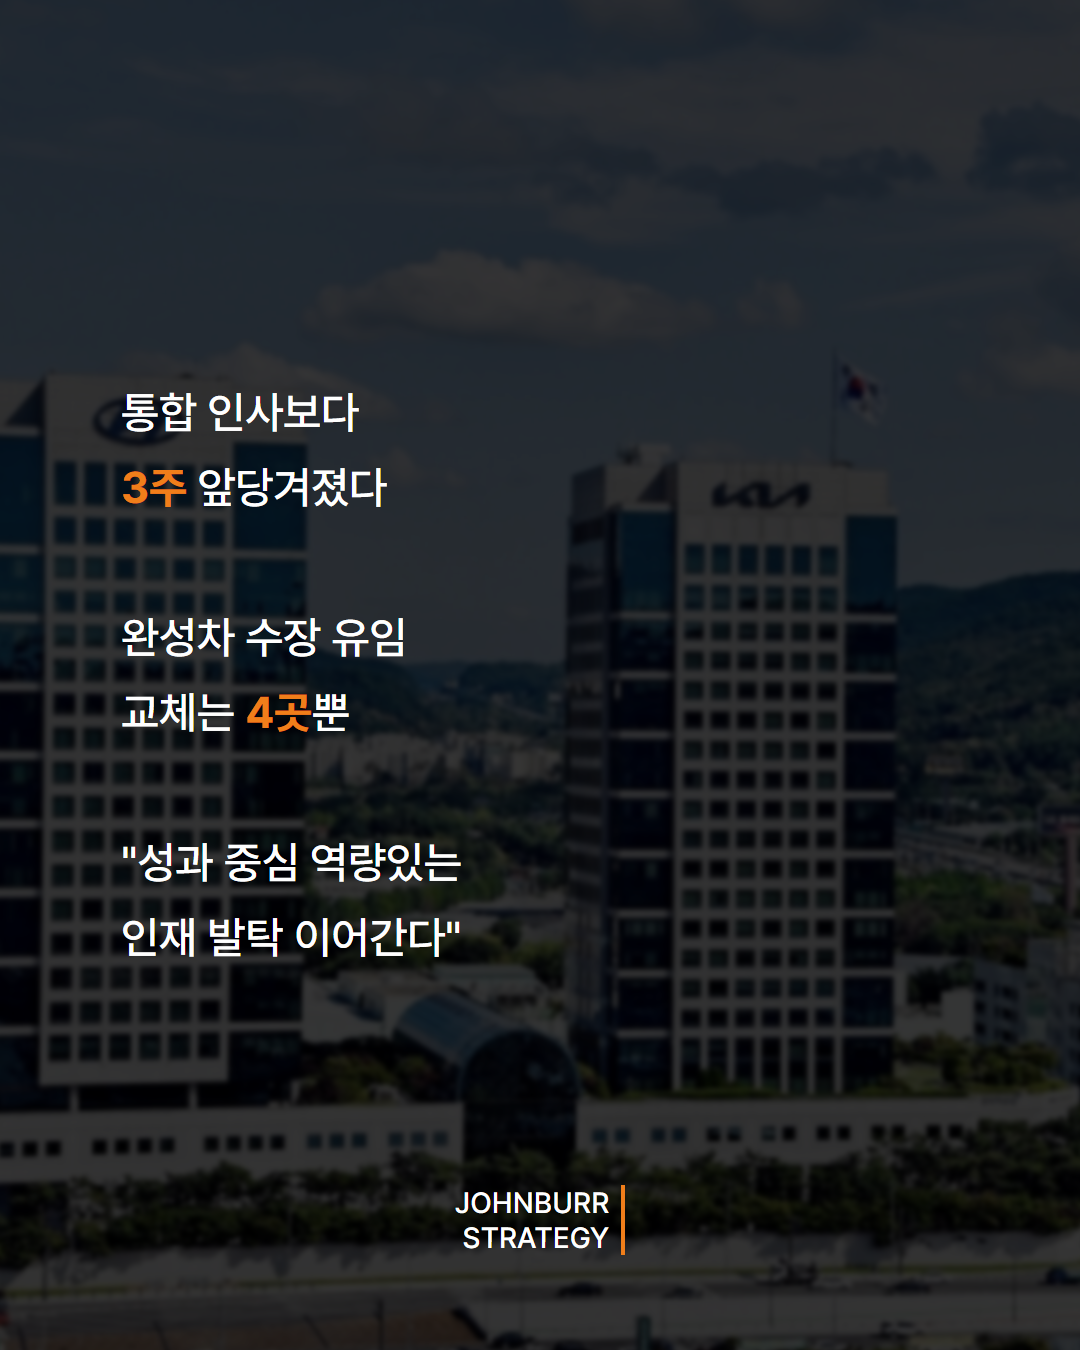 통합 인사보다
3주 앞당겨졌다
완성차 수장 유임
교체는 4곳뿐
"성과 중심 역량있는
인재 발탁 이어간다"
KIA
JOHNBURR
STRATEGY